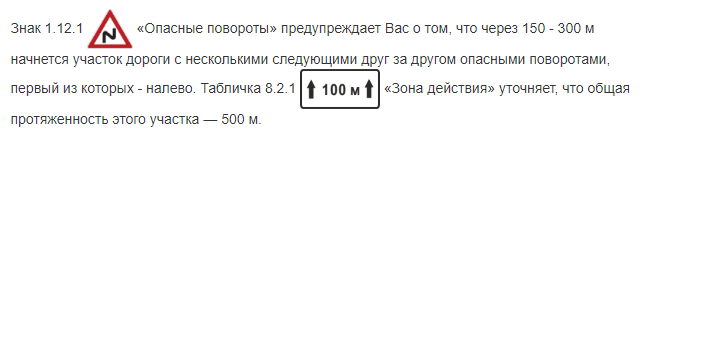 Знак 1.12.1 «Опасные повороты» предупреждает Вас о том, что через 150 - 300 м
начнется участок дороги с несколькими следующими друг за другом опасными поворотами,
первый из которых - налево. Табличка 8.2.1 100 м «Зона действия» уточняет, что общая
протяженность этого участка — 500 м.